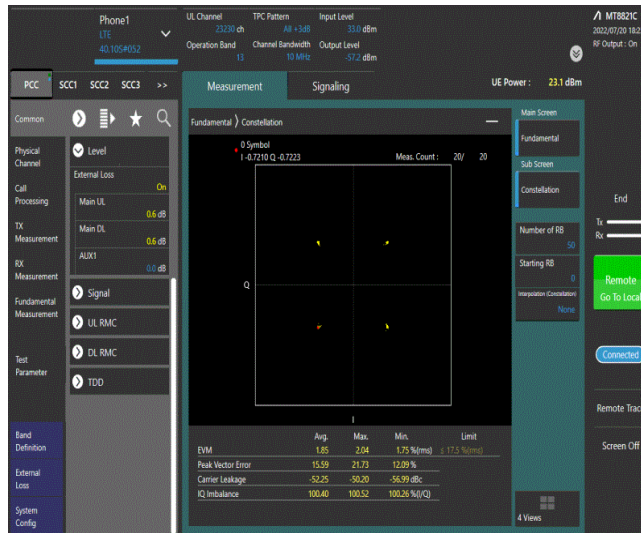 Phone1
LTE
40.10S#052
UL Channel
23230 ch
TPC Pattern
All +3dB
Input Level
33.0 dBm
Operation Band
13
Channel Bandwidth
10 MHz
Output Level
-57.2 dBm
MT8821C
2022/07/20 18:2
RF Output : On
PCC SCC1 SCC2 SCC3 >>
Measurement
Signaling
UE Power : 23.1 dBm
Common
Physical
Channel
Call
Processing
TX
Measurement
RX
Measurement
Fundamental
Measurement
Test
Parameter
Band
Definition
External
Loss
System
Config
Level
External Loss
On
Main UL
0.6 dB
Main DL
0.6 dB
AUX1
0.0 dB
Signal
UL RMC
DL RMC
TDD
Fundamental 〉 Constellation
0 Symbol
I -0.7210 Q -0.7223
Meas. Count : 20/ 20
Q
I
Avg. Max. Min. Limit
EVM 1.85 2.04 1.75 %(rms) ≤ 17.5 %(rms)
Peak Vector Error 15.59 21.73 12.09 %
Carrier Leakage -52.25 -50.20 -56.99 dBc
IQ Imbalance 100.40 100.52 100.26 %(I/Q)
Main Screen
Fundamental
Sub Screen
Constellation
Number of RB
50
Starting RB
0
Interpolation (Constellation)
None
4 Views
End
Tx
Rx
Remote
Go To Local
Connected
Remote Trac
Screen Off